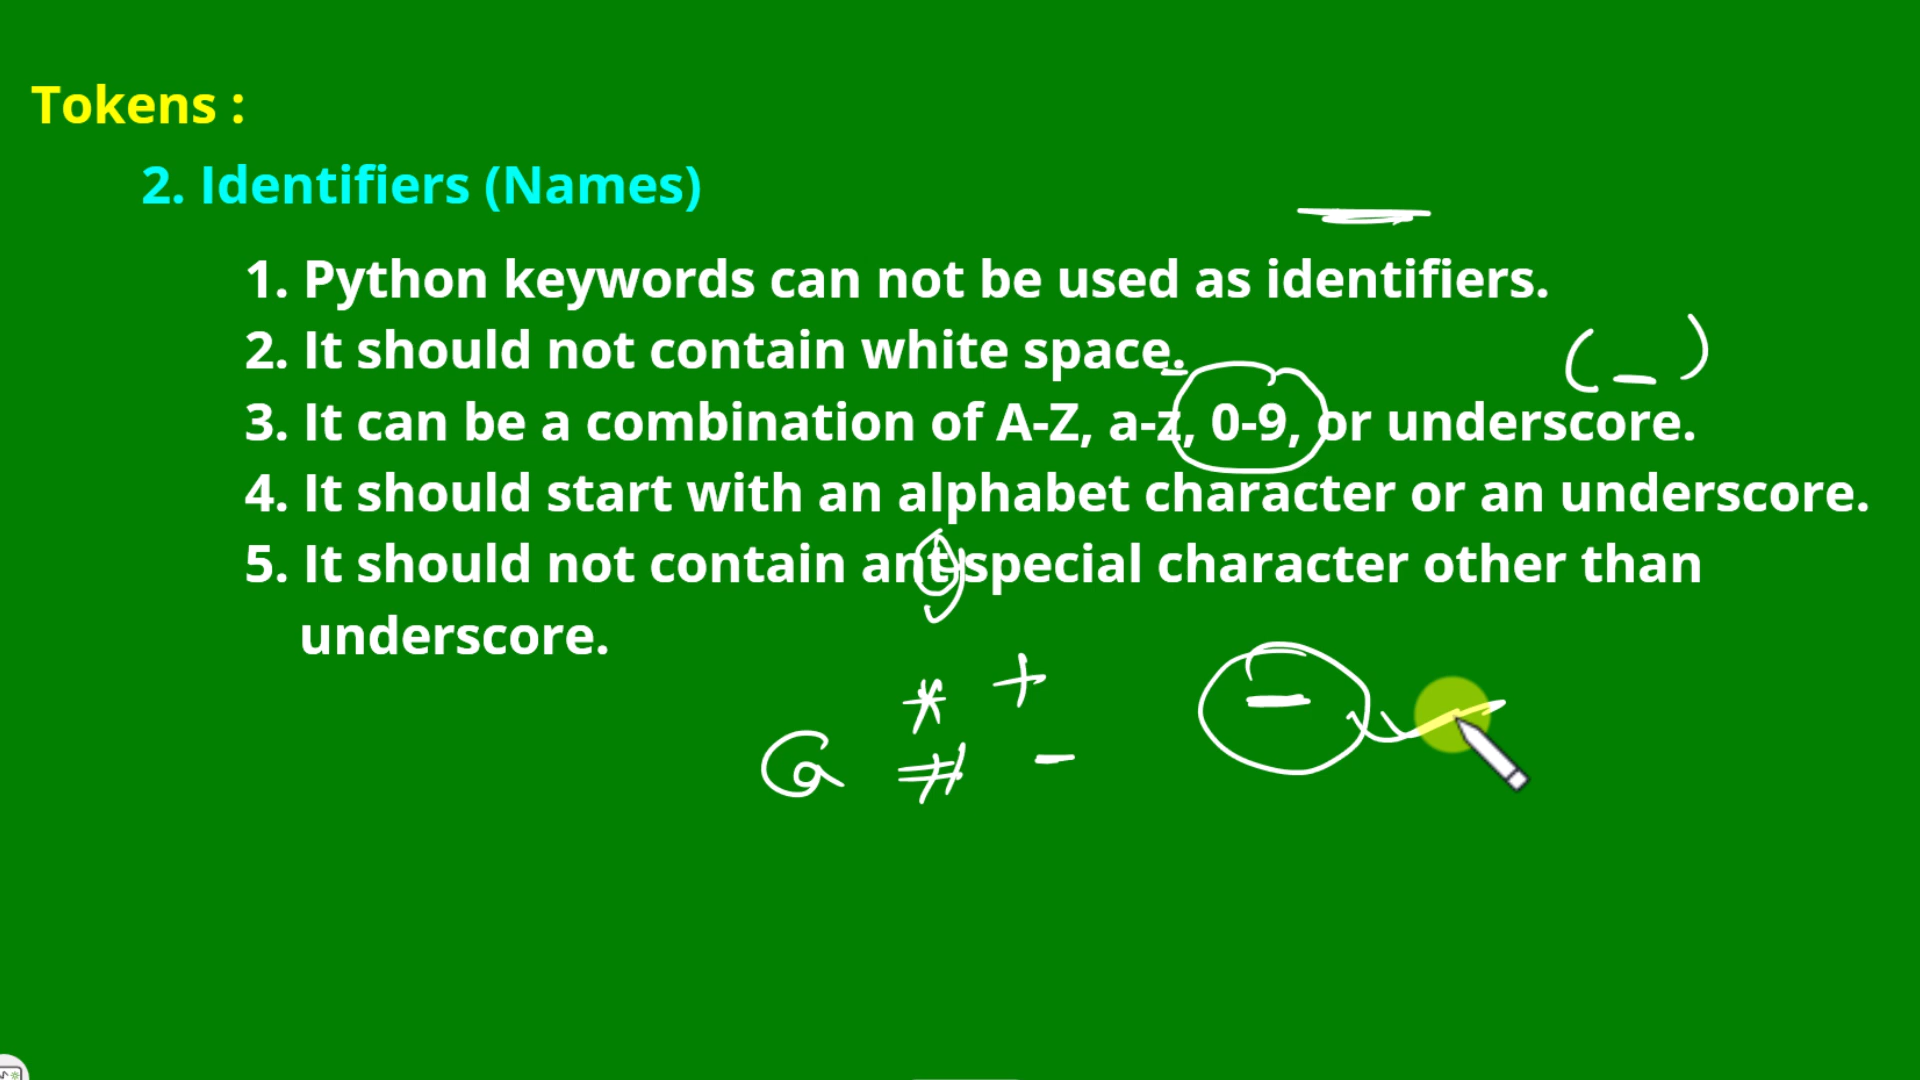 Tokens :
2. Identifiers (Names)
1. Python keywords can not be used as identifiers.
2. It should not contain white space.
( _ )
3. It can be a combination of A-Z, a-z, 0-9, or underscore.
4. It should start with an alphabet character or an underscore.
5. It should not contain ant special character other than
y
underscore.
* +
@ # -
_